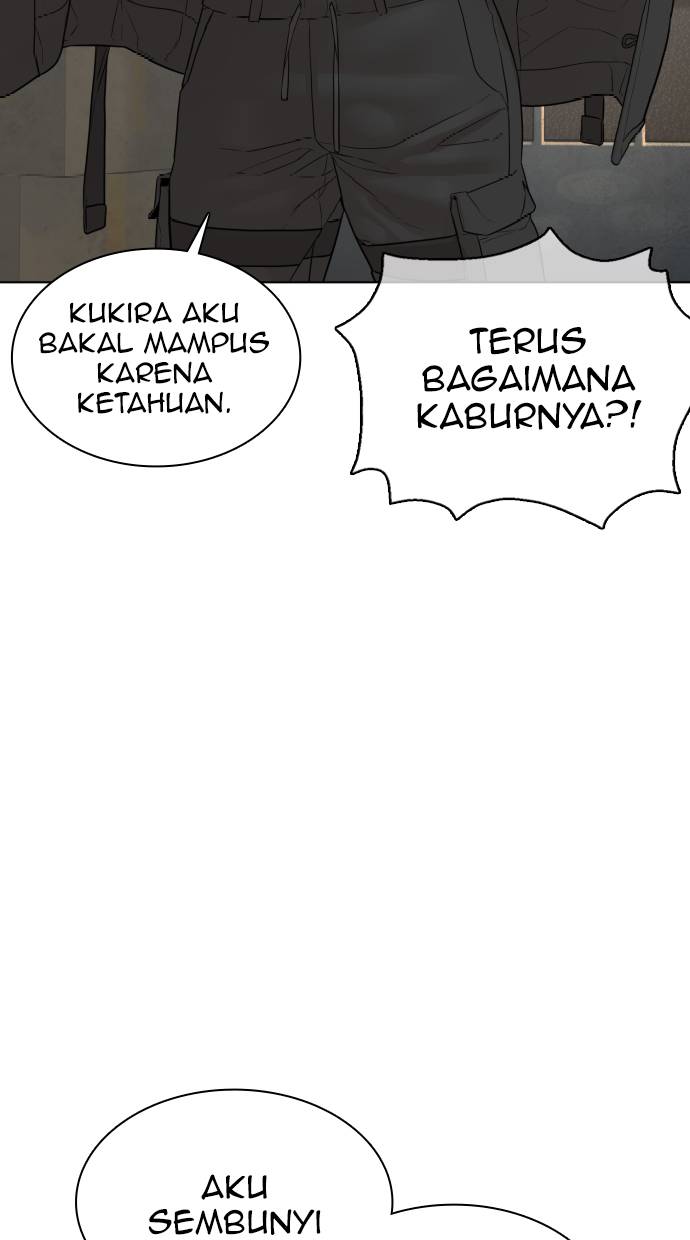 KUKIRA AKU
BAKAL MAMPUS
KARENA
KETAHUAN.
TERUS
BAGAIMANA
KABURNYA?!
AKU
SEMBUNYI